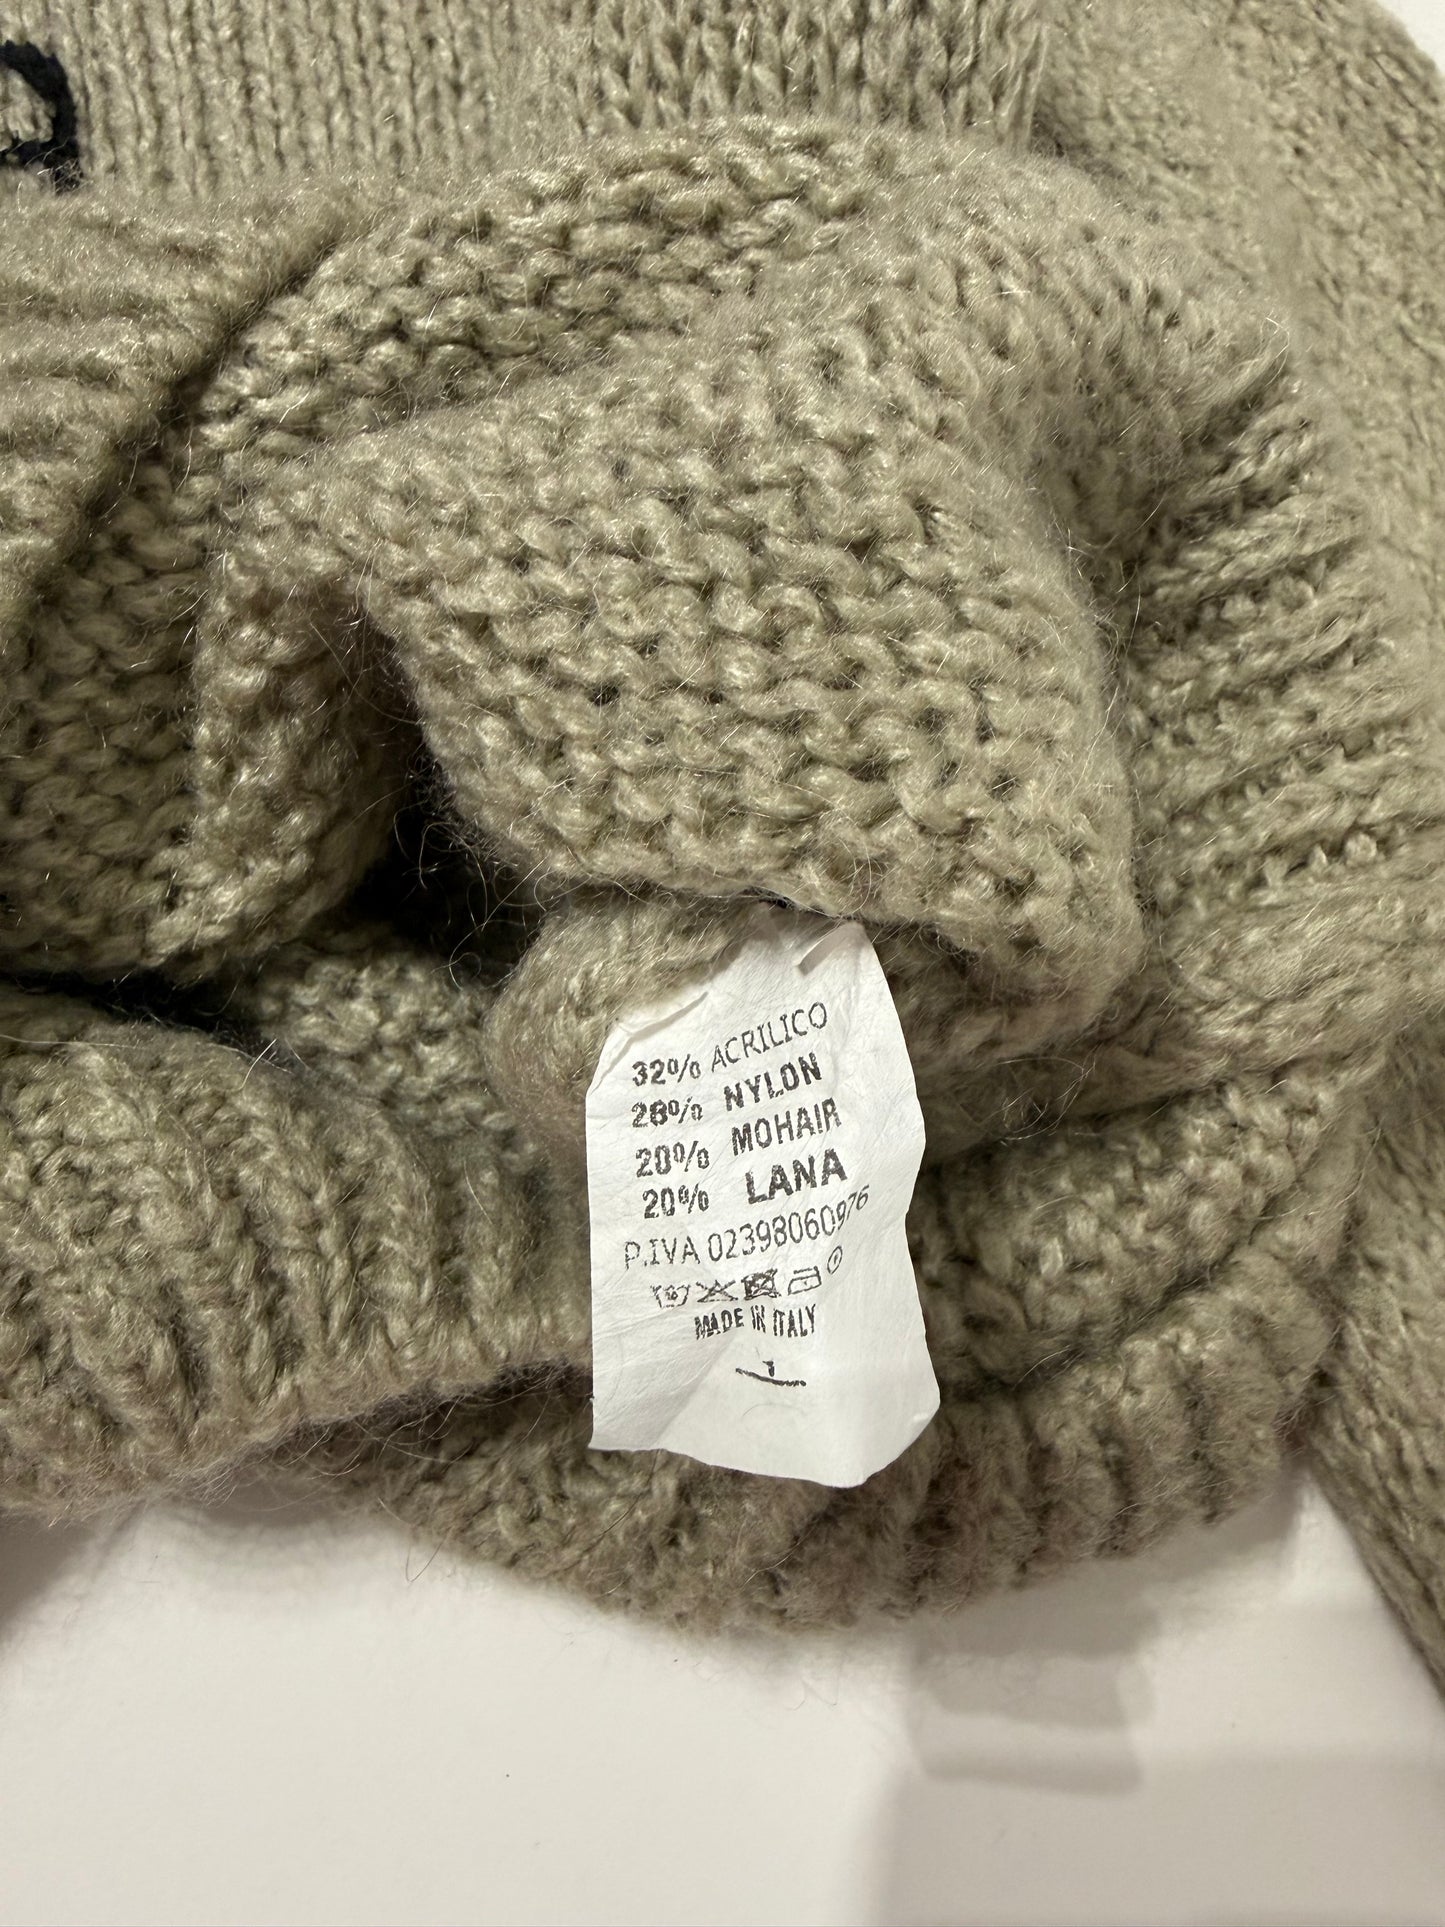 32% ACRILICO
28% NYLON
20% MOHAIR
20% LANA
P.IVA 02398060976
MADE IN ITALY